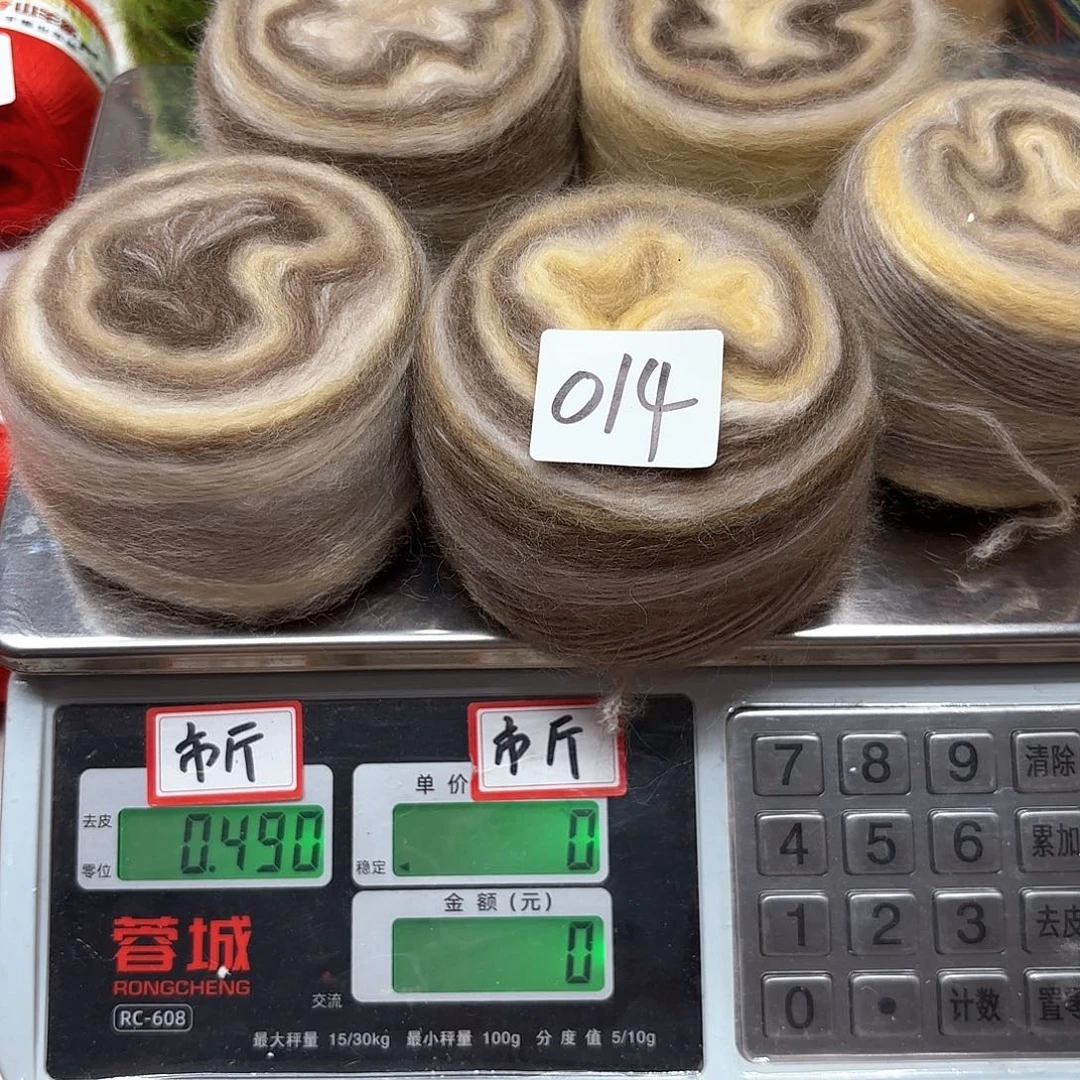 014
市斤
市斤
单价
去皮
0.490
0
零位
稳定
金额(元)
0
蓉城
RONGCHENG
RC-608
交流
最大秤量 15/30kg 最小秤量 100g 分度值 5/10g
7 8 9 清除
4 5 6 累加
1 2 3 去皮
0 . 计数